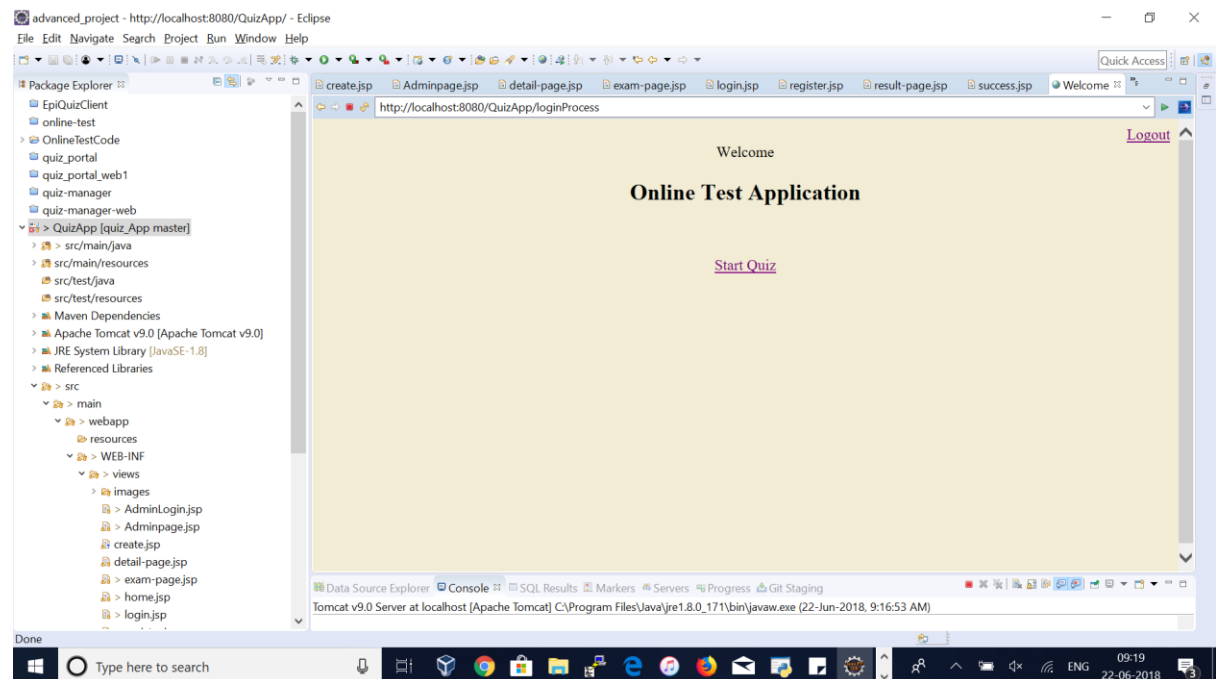 advanced_project - http://localhost:8080/QuizApp/ - Eclipse
File Edit Navigate Search Project Run Window Help
Quick Access
Package Explorer
EpiQuizClient
online-test
OnlineTestCode
quiz_portal
quiz_portal_web1
quiz-manager
quiz-manager-web
> QuizApp [quiz_App master]
> src/main/java
src/main/resources
src/test/java
src/test/resources
Maven Dependencies
Apache Tomcat v9.0 [Apache Tomcat v9.0]
JRE System Library [JavaSE-1.8]
Referenced Libraries
> src
> main
> webapp
resources
> WEB-INF
> views
images
> AdminLogin.jsp
> Adminpage.jsp
create.jsp
detail-page.jsp
> exam-page.jsp
> home.jsp
> login.jsp
create.jsp Adminpage.jsp detail-page.jsp exam-page.jsp login.jsp register.jsp result-page.jsp success.jsp Welcome
http://localhost:8080/QuizApp/loginProcess
Logout
Welcome
Online Test Application
Start Quiz
Data Source Explorer Console SQL Results Markers Servers Progress Git Staging
Tomcat v9.0 Server at localhost [Apache Tomcat] C:\Program Files\Java\jre1.8.0_171\bin\javaw.exe (22-Jun-2018, 9:16:53 AM)
Done
Type here to search
ENG
09:19
22-06-2018
3